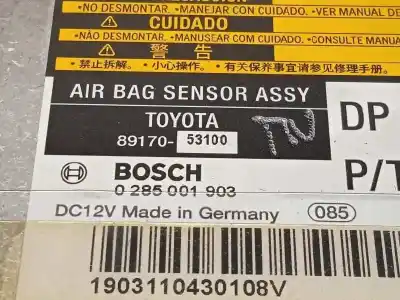 •NO DESMONTAR. •MANEJAR CON CUIDADO. •VER MANUAL DE
CUIDADO
•NÃO DESMONTAR. •MANUSEAR COM CUIDADO. •CONSULTE MANUA
警告
•禁止拆解。 •小心操作。 •有关保养事宜请参见修理手册。
AIR BAG SENSOR ASSY
TOYOTA
89170-53100
DP
BOSCH
0 285 001 903
P/T
DC12V Made in Germany 085
1903110430108V